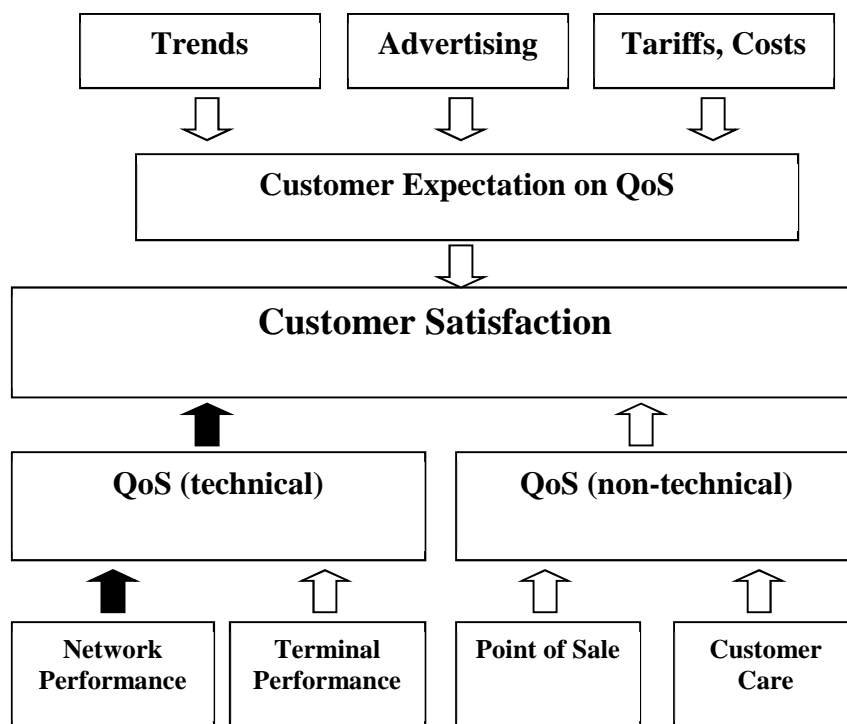 Trends
Advertising
Tariffs, Costs
Customer Expectation on QoS
Customer Satisfaction
QoS (technical)
QoS (non-technical)
Network
Performance
Terminal
Performance
Point of Sale
Customer
Care